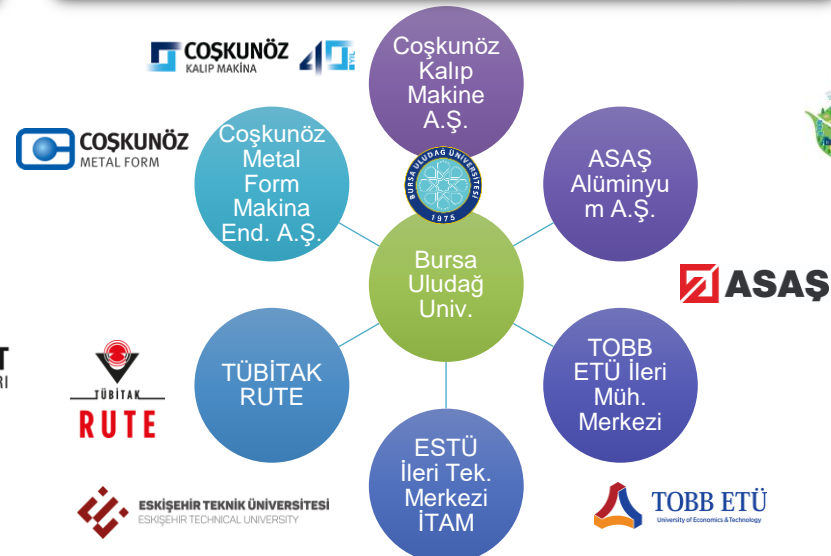 COŞKUNÖZ
KALIP MAKİNA
40.YIL
Coşkunöz
Kalıp
Makine
A.Ş.
COŞKUNÖZ
METAL FORM
Coşkunöz
Metal
Form
Makina
End. A.Ş.
BURSA ULUDAĞ ÜNİVERSİTESİ
1975
ASAŞ
Alüminyu
m A.Ş.
Bursa
Uludağ
Univ.
ASAŞ
T
RI
TÜBİTAK
RUTE
TÜBİTAK
RUTE
TOBB
ETÜ İleri
Müh.
Merkezi
ESTÜ
İleri Tek.
Merkezi
İTAM
ESKİŞEHİR TEKNİK ÜNİVERSİTESİ
ESKİŞEHİR TECHNICAL UNIVERSITY
TOBB ETÜ
University of Economics & Technology